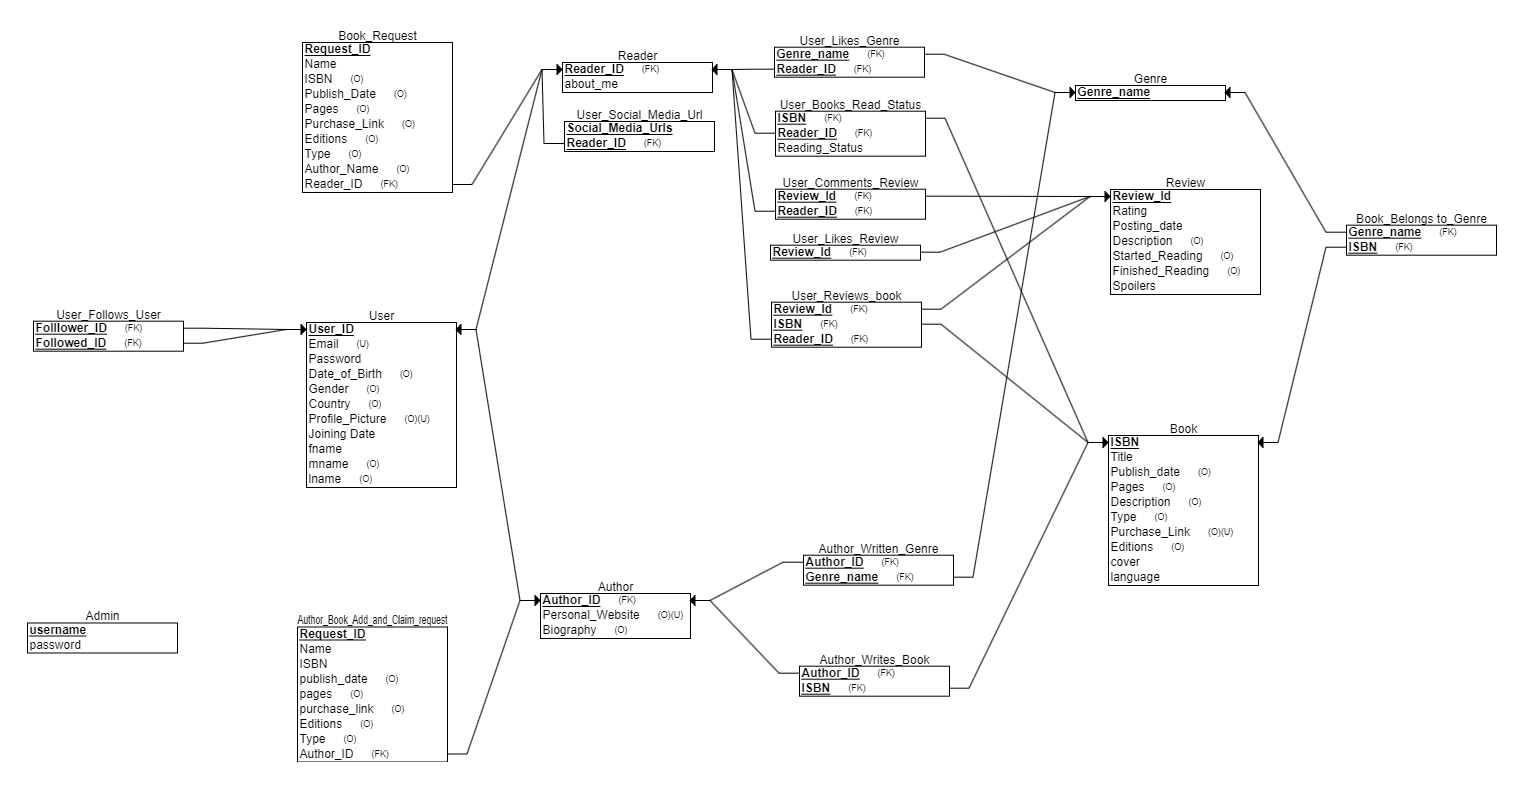 Book_Request
Request_ID
Name
ISBN (O)
Publish_Date (O)
Pages (O)
Purchase_Link (O)
Editions (O)
Type (O)
Author_Name (O)
Reader_ID (FK)
Reader
Reader_ID (FK)
about_me
User_Social_Media_Url
Social_Media_Urls
Reader_ID (FK)
User_Likes_Genre
Genre_name (FK)
Reader_ID (FK)
User_Books_Read_Status
ISBN (FK)
Reader_ID (FK)
Reading_Status
User_Comments_Review
Review_Id (FK)
Reader_ID (FK)
User_Likes_Review
Review_Id (FK)
User_Reviews_book
Review_Id (FK)
ISBN (FK)
Reader_ID (FK)
Genre
Genre_name
Review
Review_Id
Rating
Posting_date
Description (O)
Started_Reading (O)
Finished_Reading (O)
Spoilers
Book_Belongs to_Genre
Genre_name (FK)
ISBN (FK)
User_Follows_User
Folllower_ID (FK)
Followed_ID (FK)
User
User_ID
Email (U)
Password
Date_of_Birth (O)
Gender (O)
Country (O)
Profile_Picture (O)(U)
Joining Date
fname
mname (O)
lname (O)
Book
ISBN
Title
Publish_date (O)
Pages (O)
Description (O)
Type (O)
Purchase_Link (O)(U)
Editions (O)
cover
language
Author_Written_Genre
Author_ID (FK)
Genre_name (FK)
Author
Author_ID (FK)
Personal_Website (O)(U)
Biography (O)
Author_Writes_Book
Author_ID (FK)
ISBN (FK)
Admin
username
password
Author_Book_Add_and_Claim_request
Request_ID
Name
ISBN
publish_date (O)
pages (O)
purchase_link (O)
Editions (O)
Type (O)
Author_ID (FK)